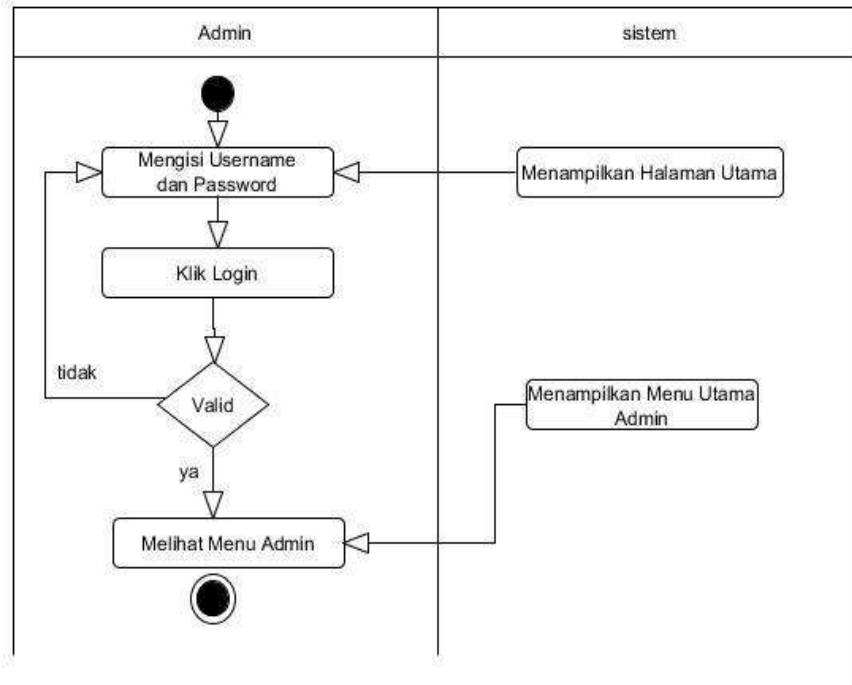 Admin
sistem
Mengisi Username
dan Password
Menampilkan Halaman Utama
Klik Login
tidak
Valid
Menampilkan Menu Utama
Admin
ya
Melihat Menu Admin